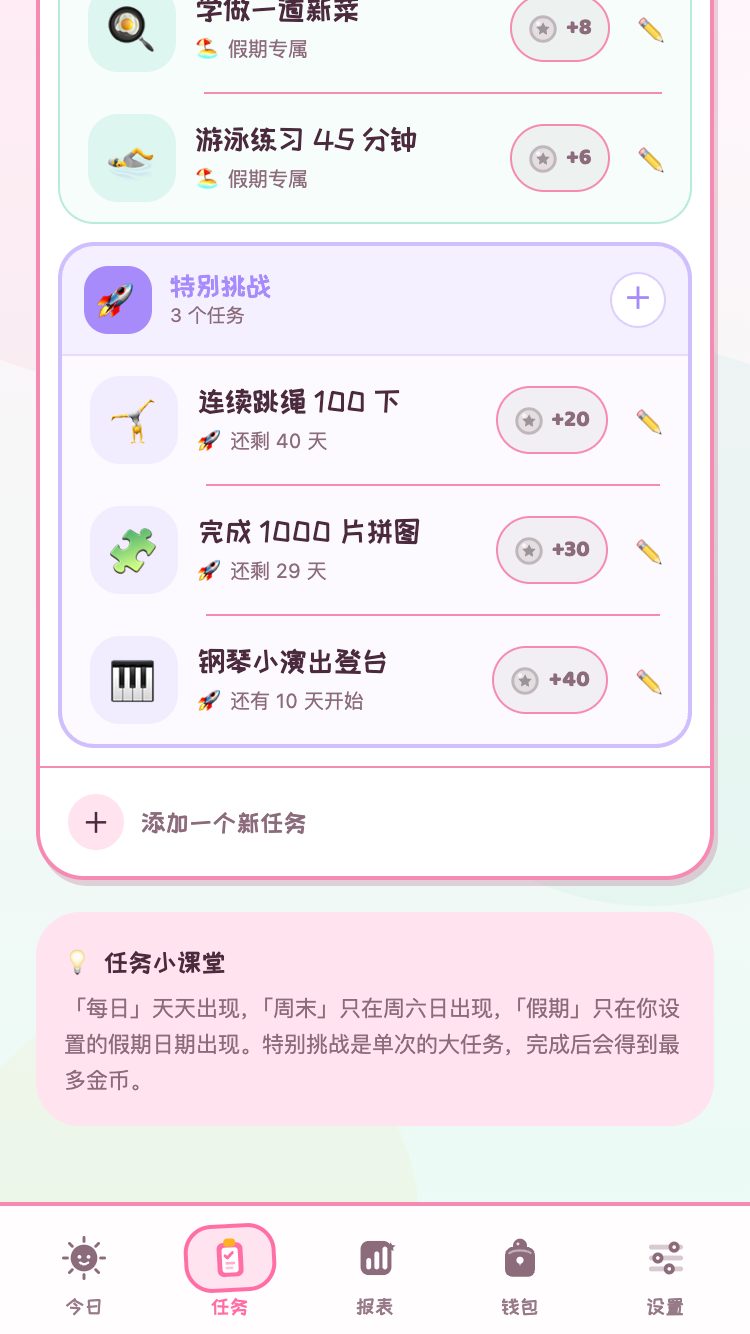 学做一道新菜
假期专属
+8
游泳练习 45 分钟
假期专属
+6
特别挑战
3 个任务
连续跳绳 100 下
还剩 40 天
+20
完成 1000 片拼图
还剩 29 天
+30
钢琴小演出登台
还有 10 天开始
+40
添加一个新任务
任务小课堂
「每日」天天出现，「周末」只在周六日出现，「假期」只在你设
置的假期日期出现。特别挑战是单次的大任务，完成后会得到最
多金币。
今日
任务
报表
钱包
设置